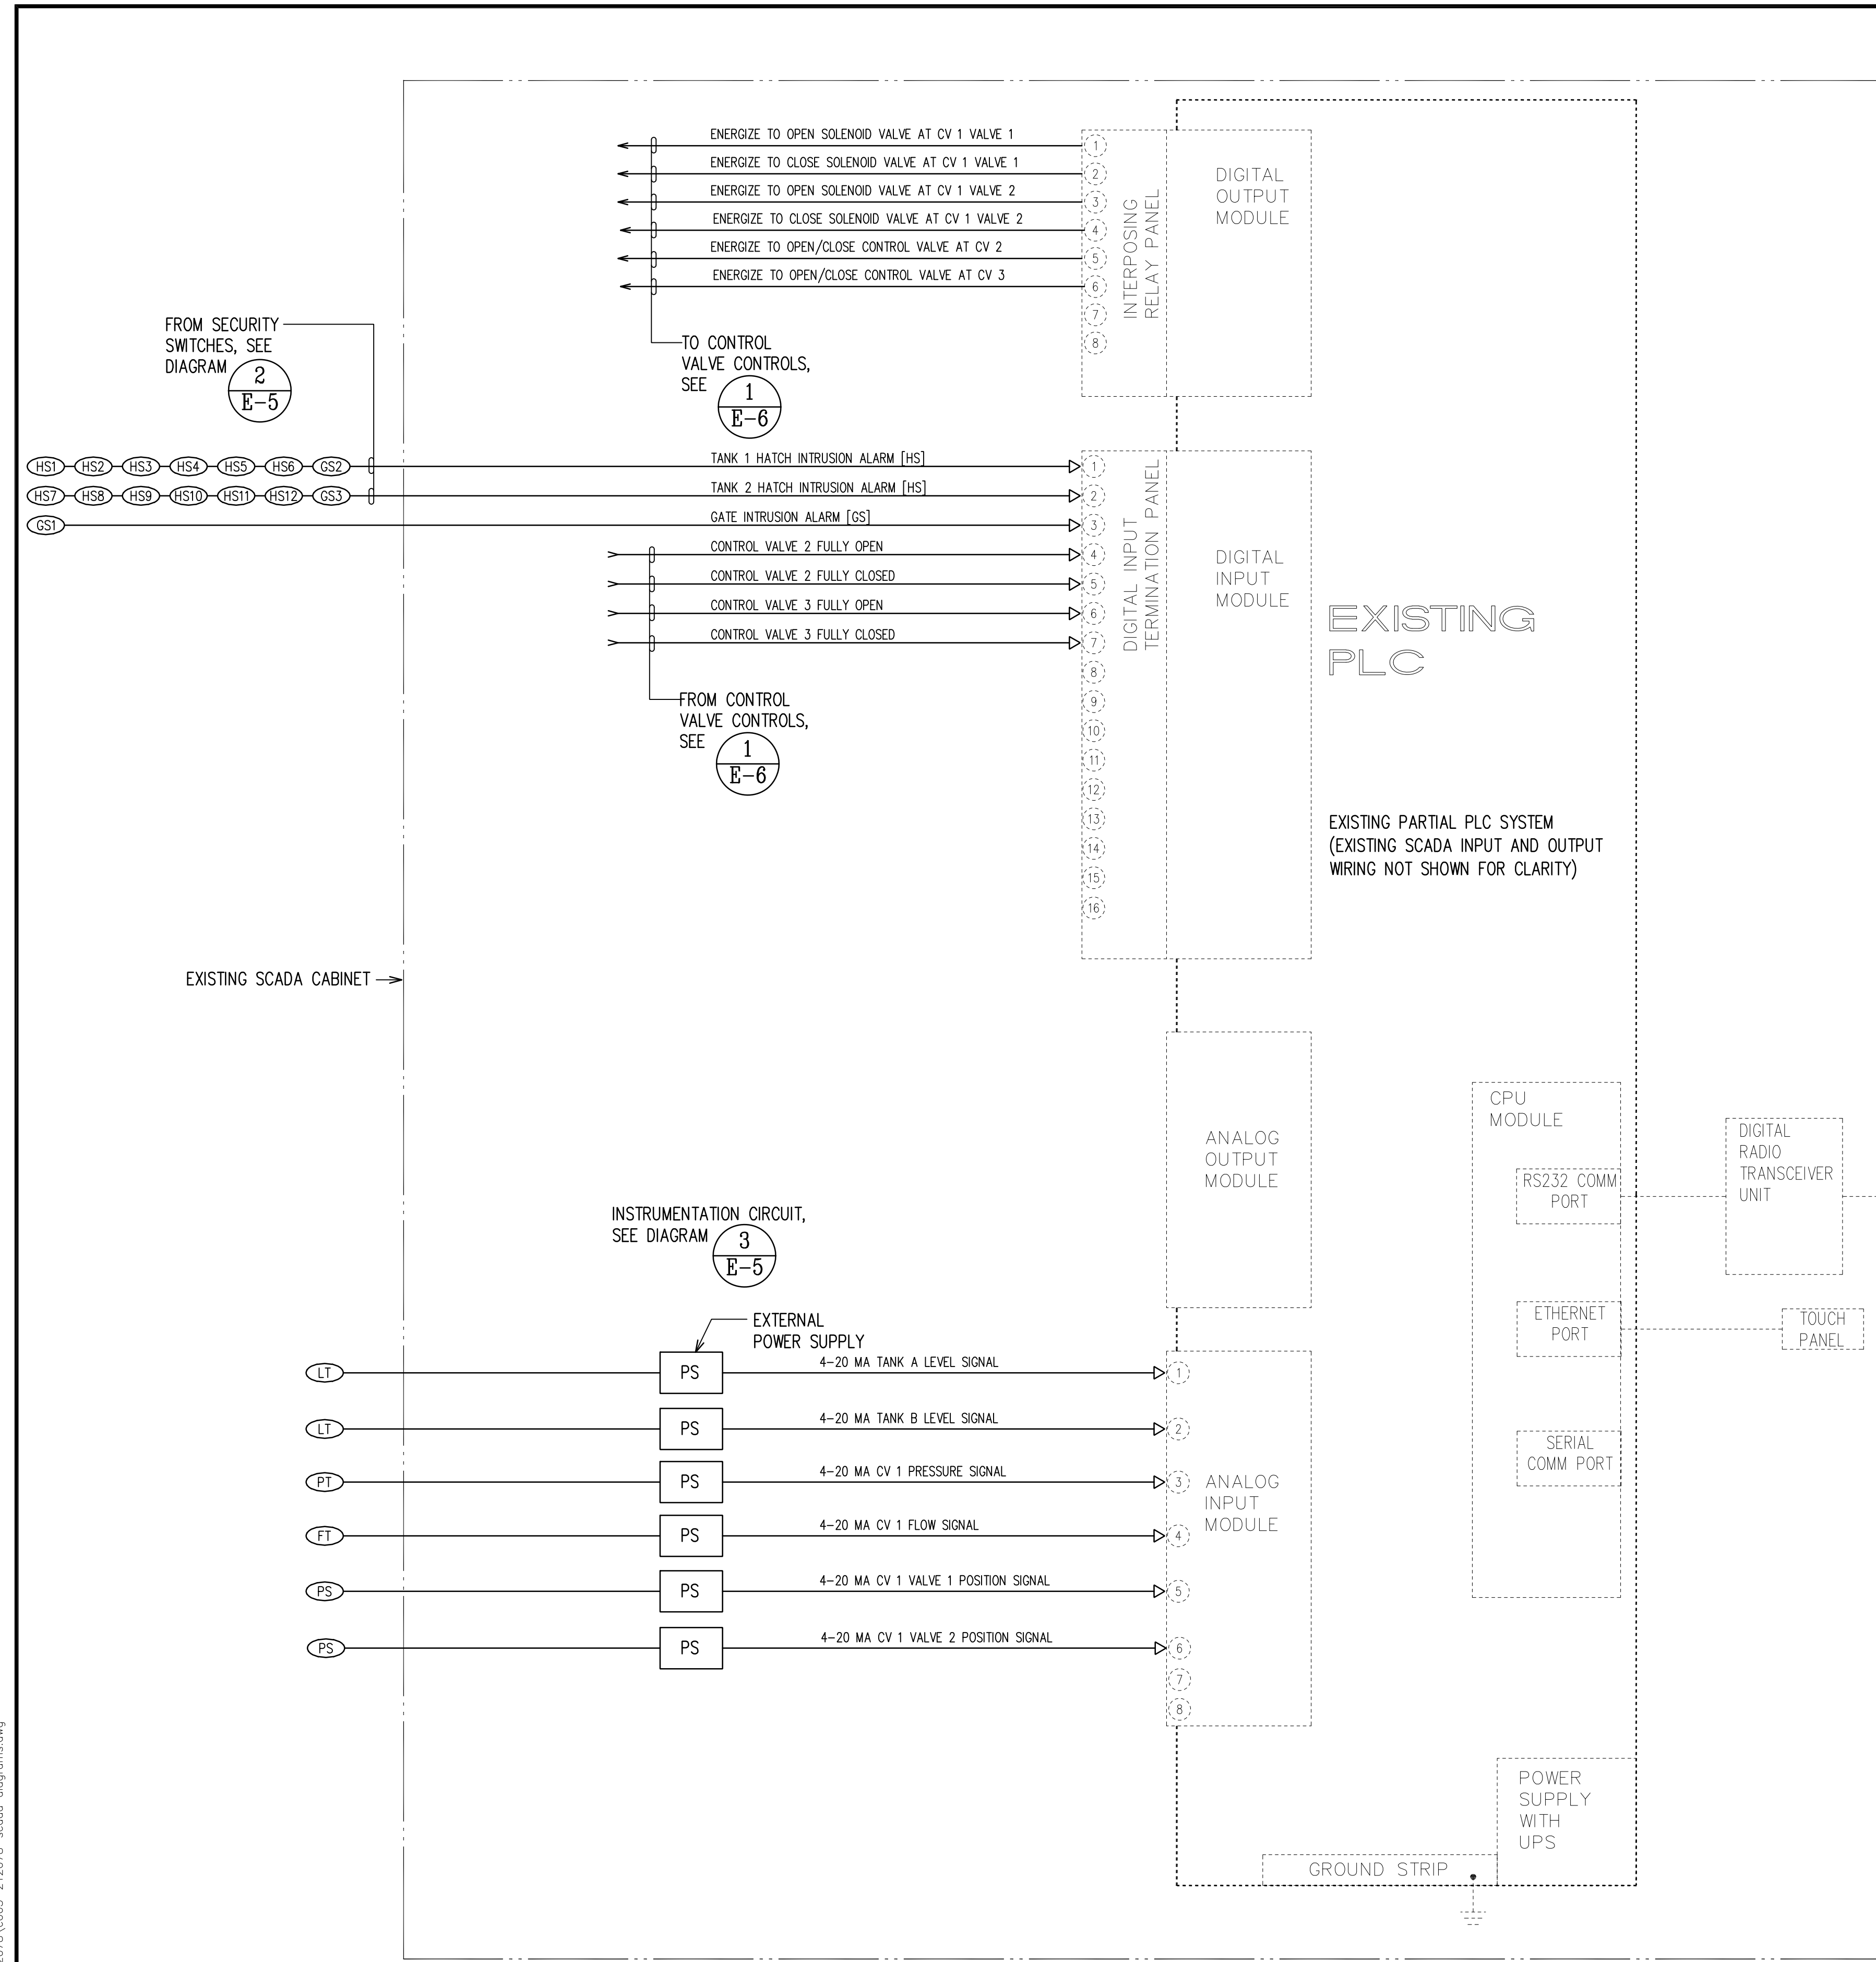 ENERGIZE TO OPEN SOLENOID VALVE AT CV 1 VALVE 1
ENERGIZE TO CLOSE SOLENOID VALVE AT CV 1 VALVE 1
ENERGIZE TO OPEN SOLENOID VALVE AT CV 1 VALVE 2
ENERGIZE TO CLOSE SOLENOID VALVE AT CV 1 VALVE 2
ENERGIZE TO OPEN/CLOSE CONTROL VALVE AT CV 2
ENERGIZE TO OPEN/CLOSE CONTROL VALVE AT CV 3
1
2
3
4
5
6
7
8
INTERPOSING
RELAY PANEL
DIGITAL
OUTPUT
MODULE
FROM SECURITY
SWITCHES, SEE
DIAGRAM
2
E-5
TO CONTROL
VALVE CONTROLS,
SEE
1
E-6
HS1 HS2 HS3 HS4 HS5 HS6 GS2
TANK 1 HATCH INTRUSION ALARM [HS]
HS7 HS8 HS9 HS10 HS11 HS12 GS3
TANK 2 HATCH INTRUSION ALARM [HS]
GS1
GATE INTRUSION ALARM [GS]
CONTROL VALVE 2 FULLY OPEN
CONTROL VALVE 2 FULLY CLOSED
CONTROL VALVE 3 FULLY OPEN
CONTROL VALVE 3 FULLY CLOSED
1
2
3
4
5
6
7
8
9
10
11
12
13
14
15
16
DIGITAL INPUT
TERMINATION PANEL
DIGITAL
INPUT
MODULE
EXISTING
PLC
FROM CONTROL
VALVE CONTROLS,
SEE
1
E-6
EXISTING PARTIAL PLC SYSTEM
(EXISTING SCADA INPUT AND OUTPUT
WIRING NOT SHOWN FOR CLARITY)
EXISTING SCADA CABINET
ANALOG
OUTPUT
MODULE
CPU
MODULE
RS232 COMM
PORT
DIGITAL
RADIO
TRANSCEIVER
UNIT
ETHERNET
PORT
TOUCH
PANEL
SERIAL
COMM PORT
INSTRUMENTATION CIRCUIT,
SEE DIAGRAM
3
E-5
EXTERNAL
POWER SUPPLY
LT PS 4-20 MA TANK A LEVEL SIGNAL 1
LT PS 4-20 MA TANK B LEVEL SIGNAL 2
PT PS 4-20 MA CV 1 PRESSURE SIGNAL 3
FT PS 4-20 MA CV 1 FLOW SIGNAL 4
PS PS 4-20 MA CV 1 VALVE 1 POSITION SIGNAL 5
PS PS 4-20 MA CV 1 VALVE 2 POSITION SIGNAL 6
7
8
ANALOG
INPUT
MODULE
POWER
SUPPLY
WITH
UPS
GROUND STRIP